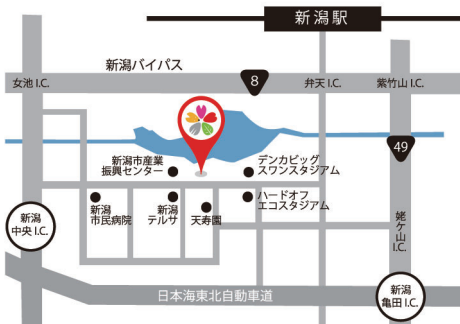 新潟駅
新潟バイパス
8
女池 I.C.
弁天 I.C.
紫竹山 I.C.
49
新潟市産業
振興センター
デンカビッグ
スワンスタジアム
新潟
市民病院
新潟
テルサ
天寿園
ハードオフ
エコスタジアム
姥ケ山 I.C.
新潟
中央 I.C.
日本海東北自動車道
新潟
亀田 I.C.